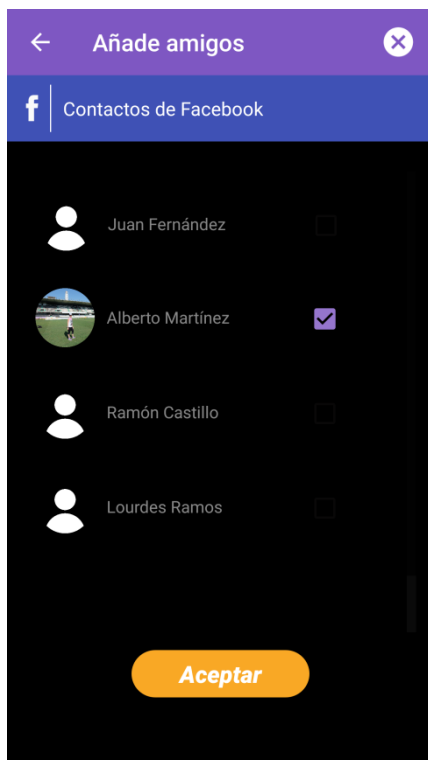 Añade amigos
f Contactos de Facebook
Juan Fernández
Alberto Martínez
Ramón Castillo
Lourdes Ramos
Aceptar